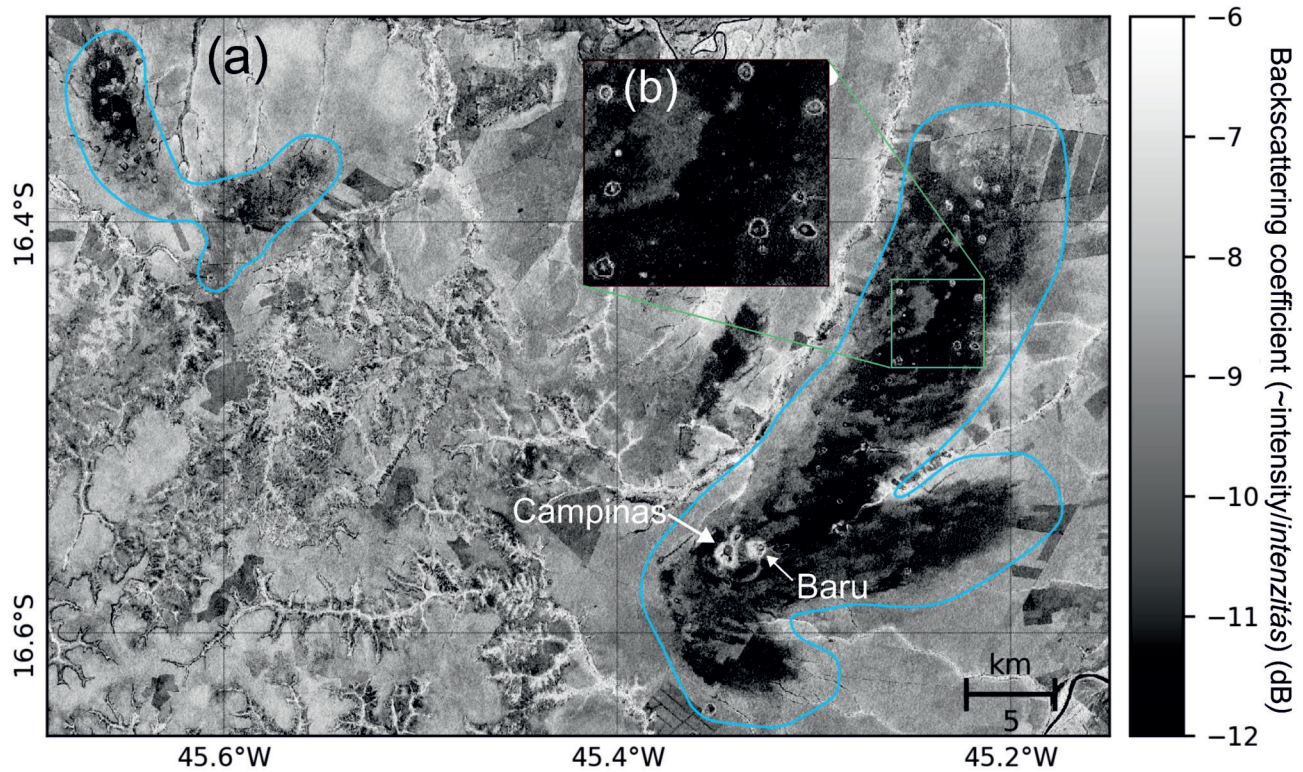 (a)
(b)
Campinas
Baru
km
5
16.4°S
16.6°S
45.6°W
45.4°W
45.2°W
−6
−7
−8
−9
−10
−11
−12
Backscattering coefficient (~intensity/intenzitás) (dB)